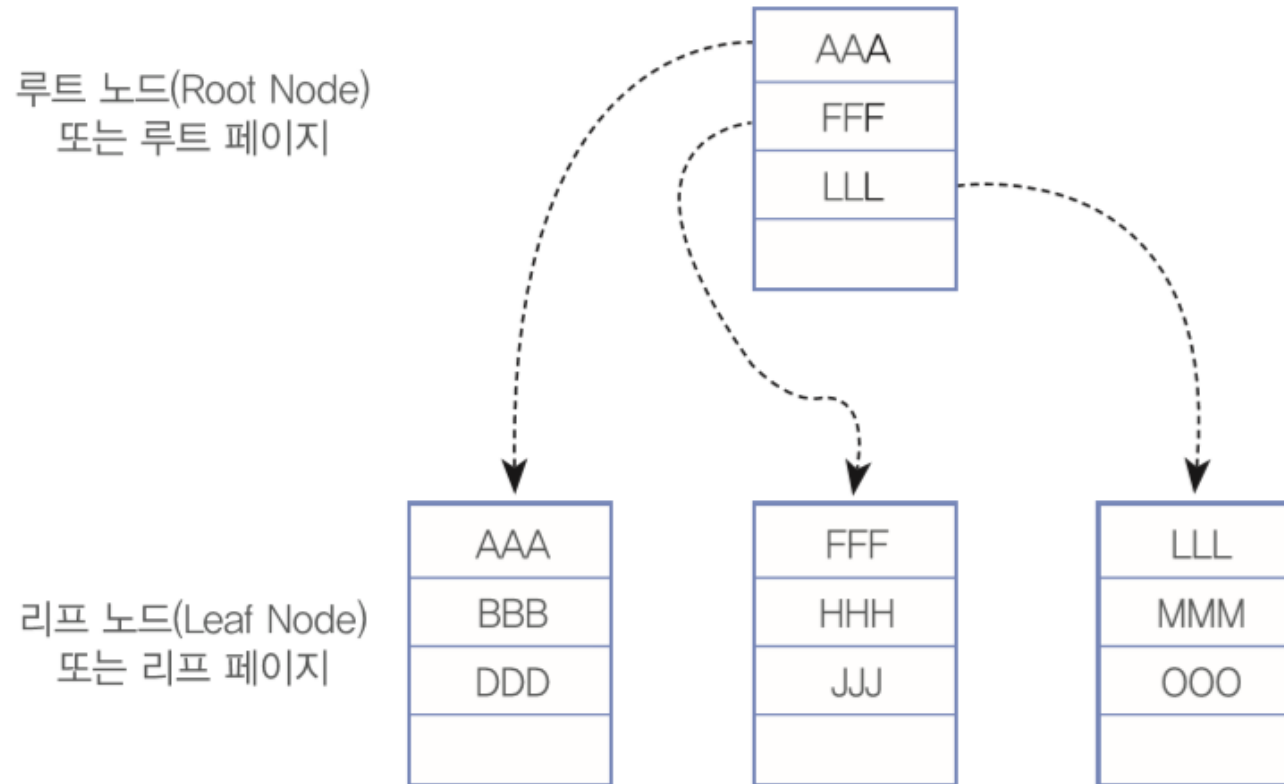 루트 노드(Root Node)
또는 루트 페이지
AAA
FFF
LLL
리프 노드(Leaf Node)
또는 리프 페이지
AAA
BBB
DDD
FFF
HHH
JJJ
LLL
MMM
OOO